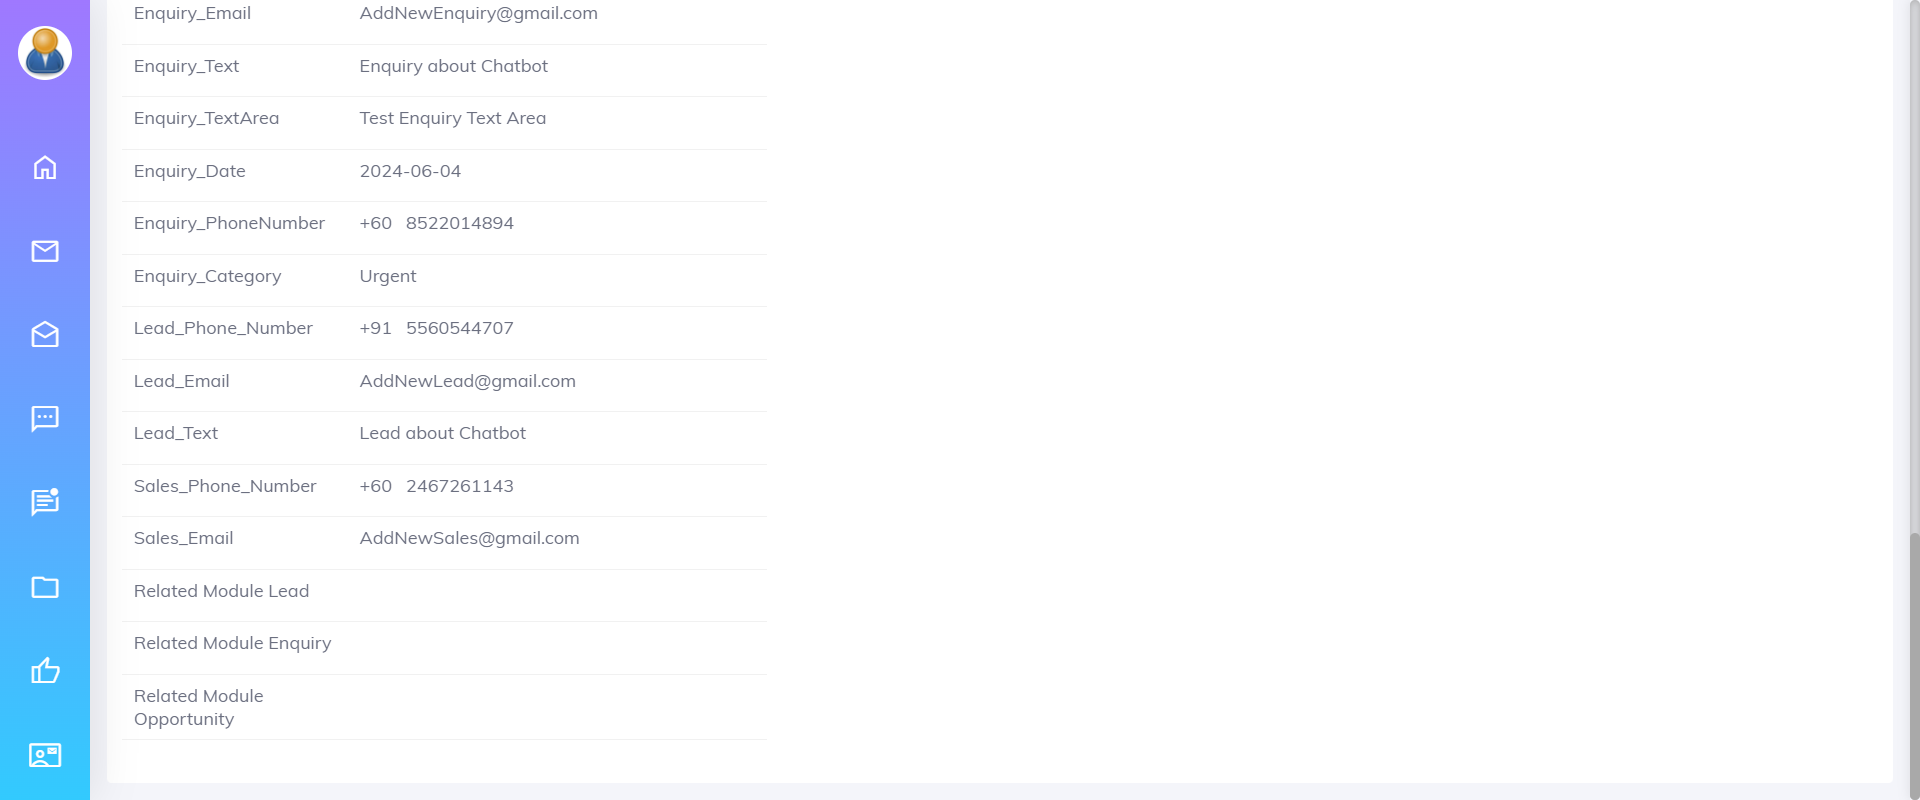 Enquiry_Email AddNewEnquiry@gmail.com
Enquiry_Text Enquiry about Chatbot
Enquiry_TextArea Test Enquiry Text Area
Enquiry_Date 2024-06-04
Enquiry_PhoneNumber +60 8522014894
Enquiry_Category Urgent
Lead_Phone_Number +91 5560544707
Lead_Email AddNewLead@gmail.com
Lead_Text Lead about Chatbot
Sales_Phone_Number +60 2467261143
Sales_Email AddNewSales@gmail.com
Related Module Lead
Related Module Enquiry
Related Module
Opportunity